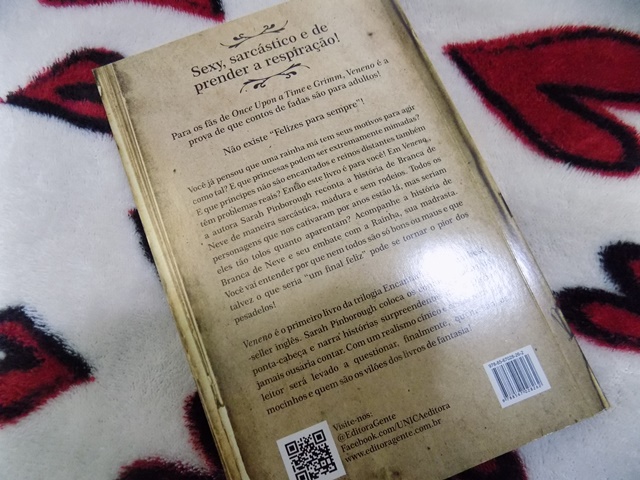 Sexy, sarcástico e de
prender a respiração!
Para os fãs de Once Upon a Time e Grimm, Veneno é a
prova de que contos de fadas são para adultos!
Não existe "Felizes para sempre"!
Você já pensou que uma rainha má tem seus motivos para agir
como tal? E que princesas podem ser extremamente mimadas?
E que príncipes não são encantados e reinos distantes também
têm problemas reais? Então este livro é para você! Em Veneno,
a autora Sarah Pinborough reconta a história de Branca de
Neve de maneira sarcástica, madura e sem rodeios. Todos os
personagens que nos cativaram por anos estão lá, mas seriam
eles tão tolos quanto aparentam? Acompanhe a história de
Branca de Neve e seu embate com a Rainha, sua madrasta.
Você vai entender por que nem todos são só bons ou maus e que
talvez o que seria "um final feliz" pode se tornar o pior dos
pesadelos!
Veneno é o primeiro livro da trilogia
-seller inglês. Sarah Pinborough coloca os
ponta-cabeça e narra histórias
jamais ousaria contar. Com um realismo cínico
leitor será levado a questionar, finalmente,
mocinhos e quem são os vilões dos livros de fantasia!
Visite-nos:
@EditoraGente
Facebook.com/UNICAeditora
www.editoragente.com.br